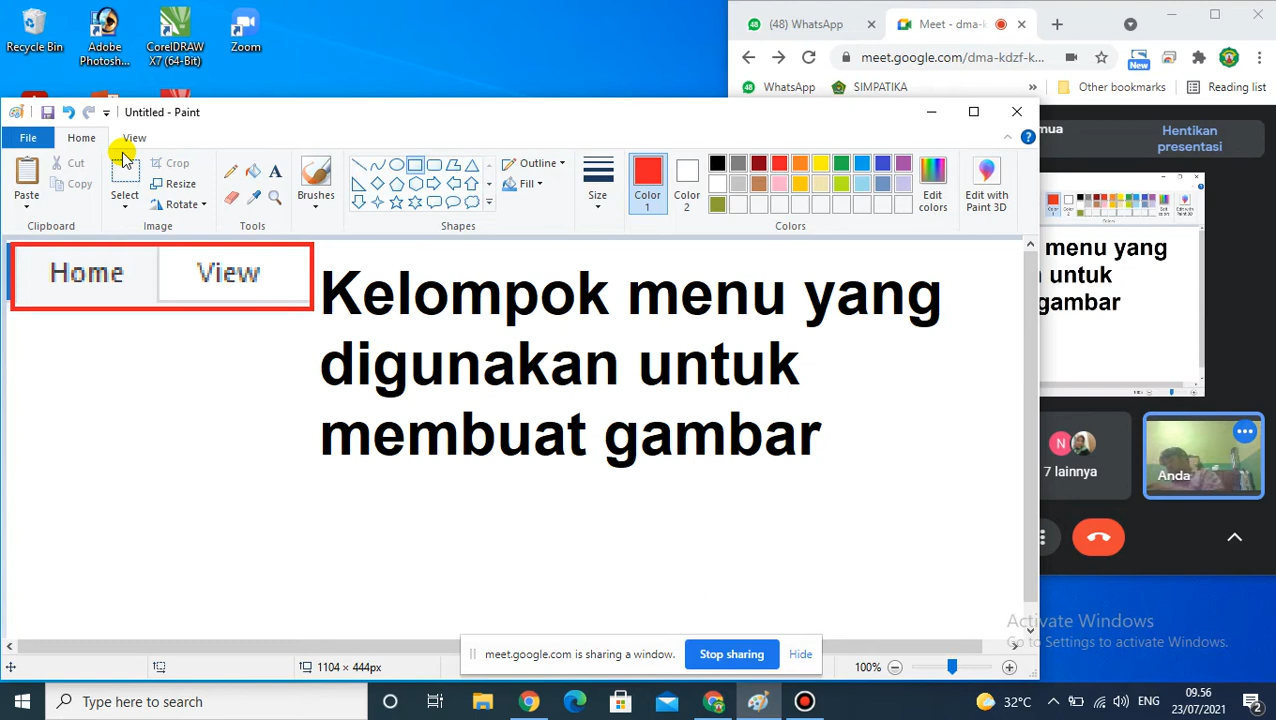 Recycle Bin
Adobe
Photosh...
CorelDRAW
X7 (64-Bit)
Zoom
(48) WhatsApp
Meet - dma-k
meet.google.com/dma-kdzf-k...
New
WhatsApp
SIMPATIKA
Other bookmarks
Reading list
Untitled - Paint
File
Home
View
Paste
Cut
Copy
Clipboard
Select
Crop
Resize
Rotate
Image
Tools
Brushes
Shapes
Outline
Fill
Size
Color
1
Color
2
Edit
colors
Colors
Edit with
Paint 3D
Home
View
Kelompok menu yang
digunakan untuk
membuat gambar
mua
Hentikan
presentasi
menu yang
untuk
gambar
N
7 lainnya
Anda
Activate Windows
Go to Settings to activate Windows.
meet.google.com is sharing a window.
Stop sharing
Hide
1104 × 444px
100%
Type here to search
32°C
ENG
09.56
23/07/2021
2